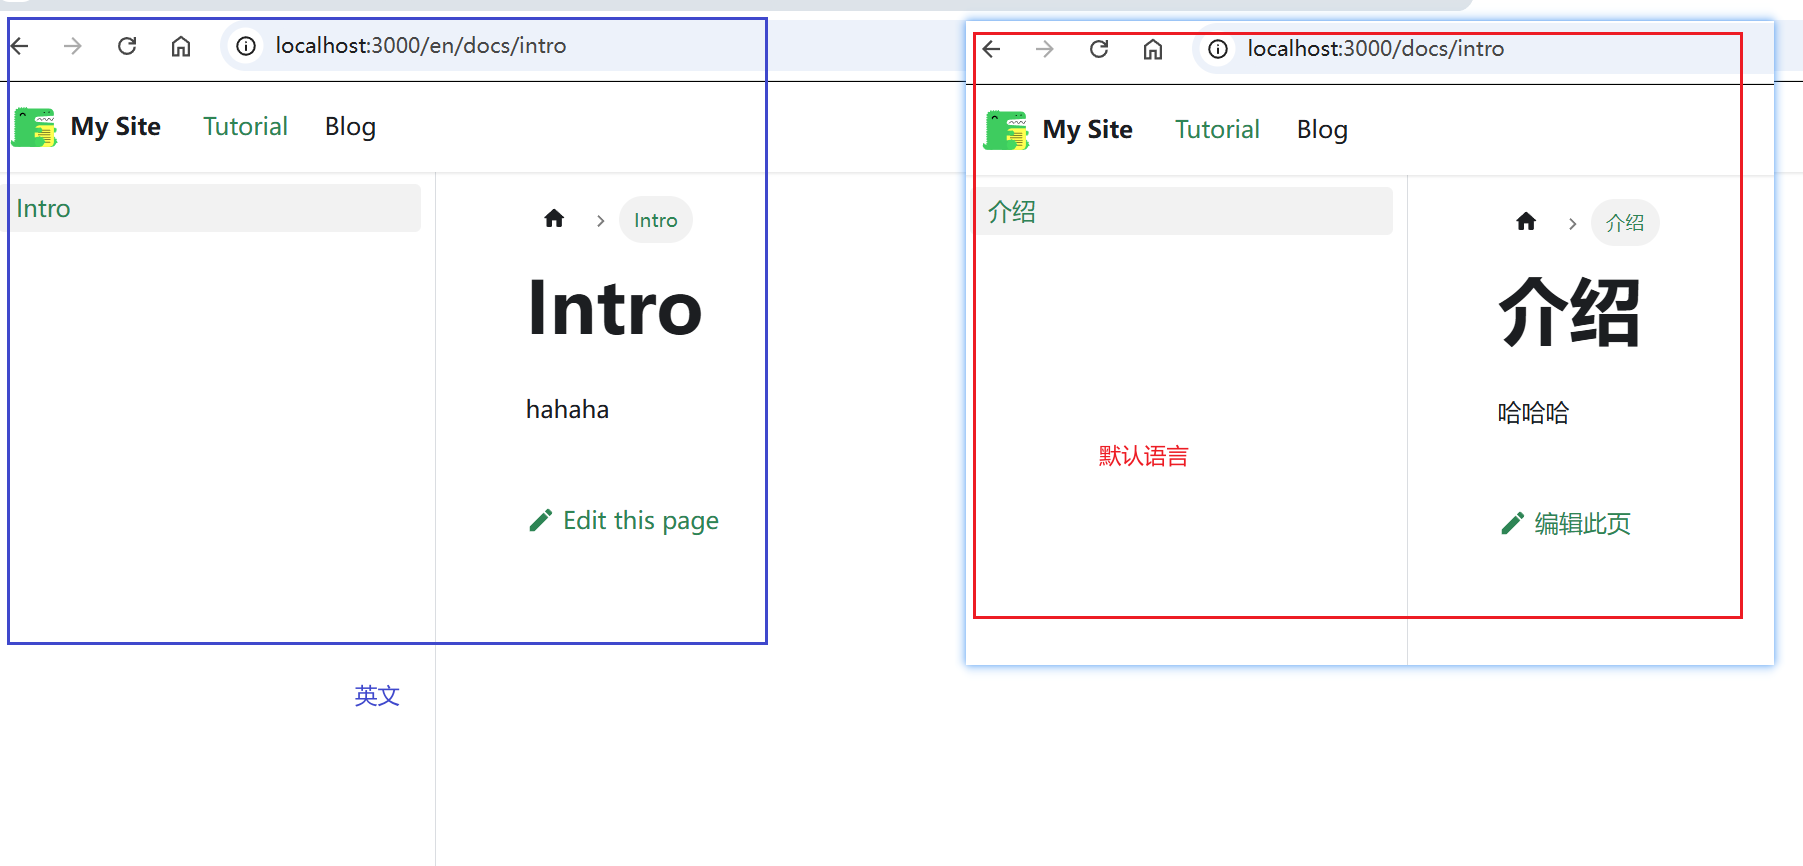 localhost:3000/en/docs/intro
My Site Tutorial Blog
Intro
Intro
Intro
hahaha
Edit this page
英文
localhost:3000/docs/intro
My Site Tutorial Blog
介绍
介绍
介绍
哈哈哈
默认语言
编辑此页